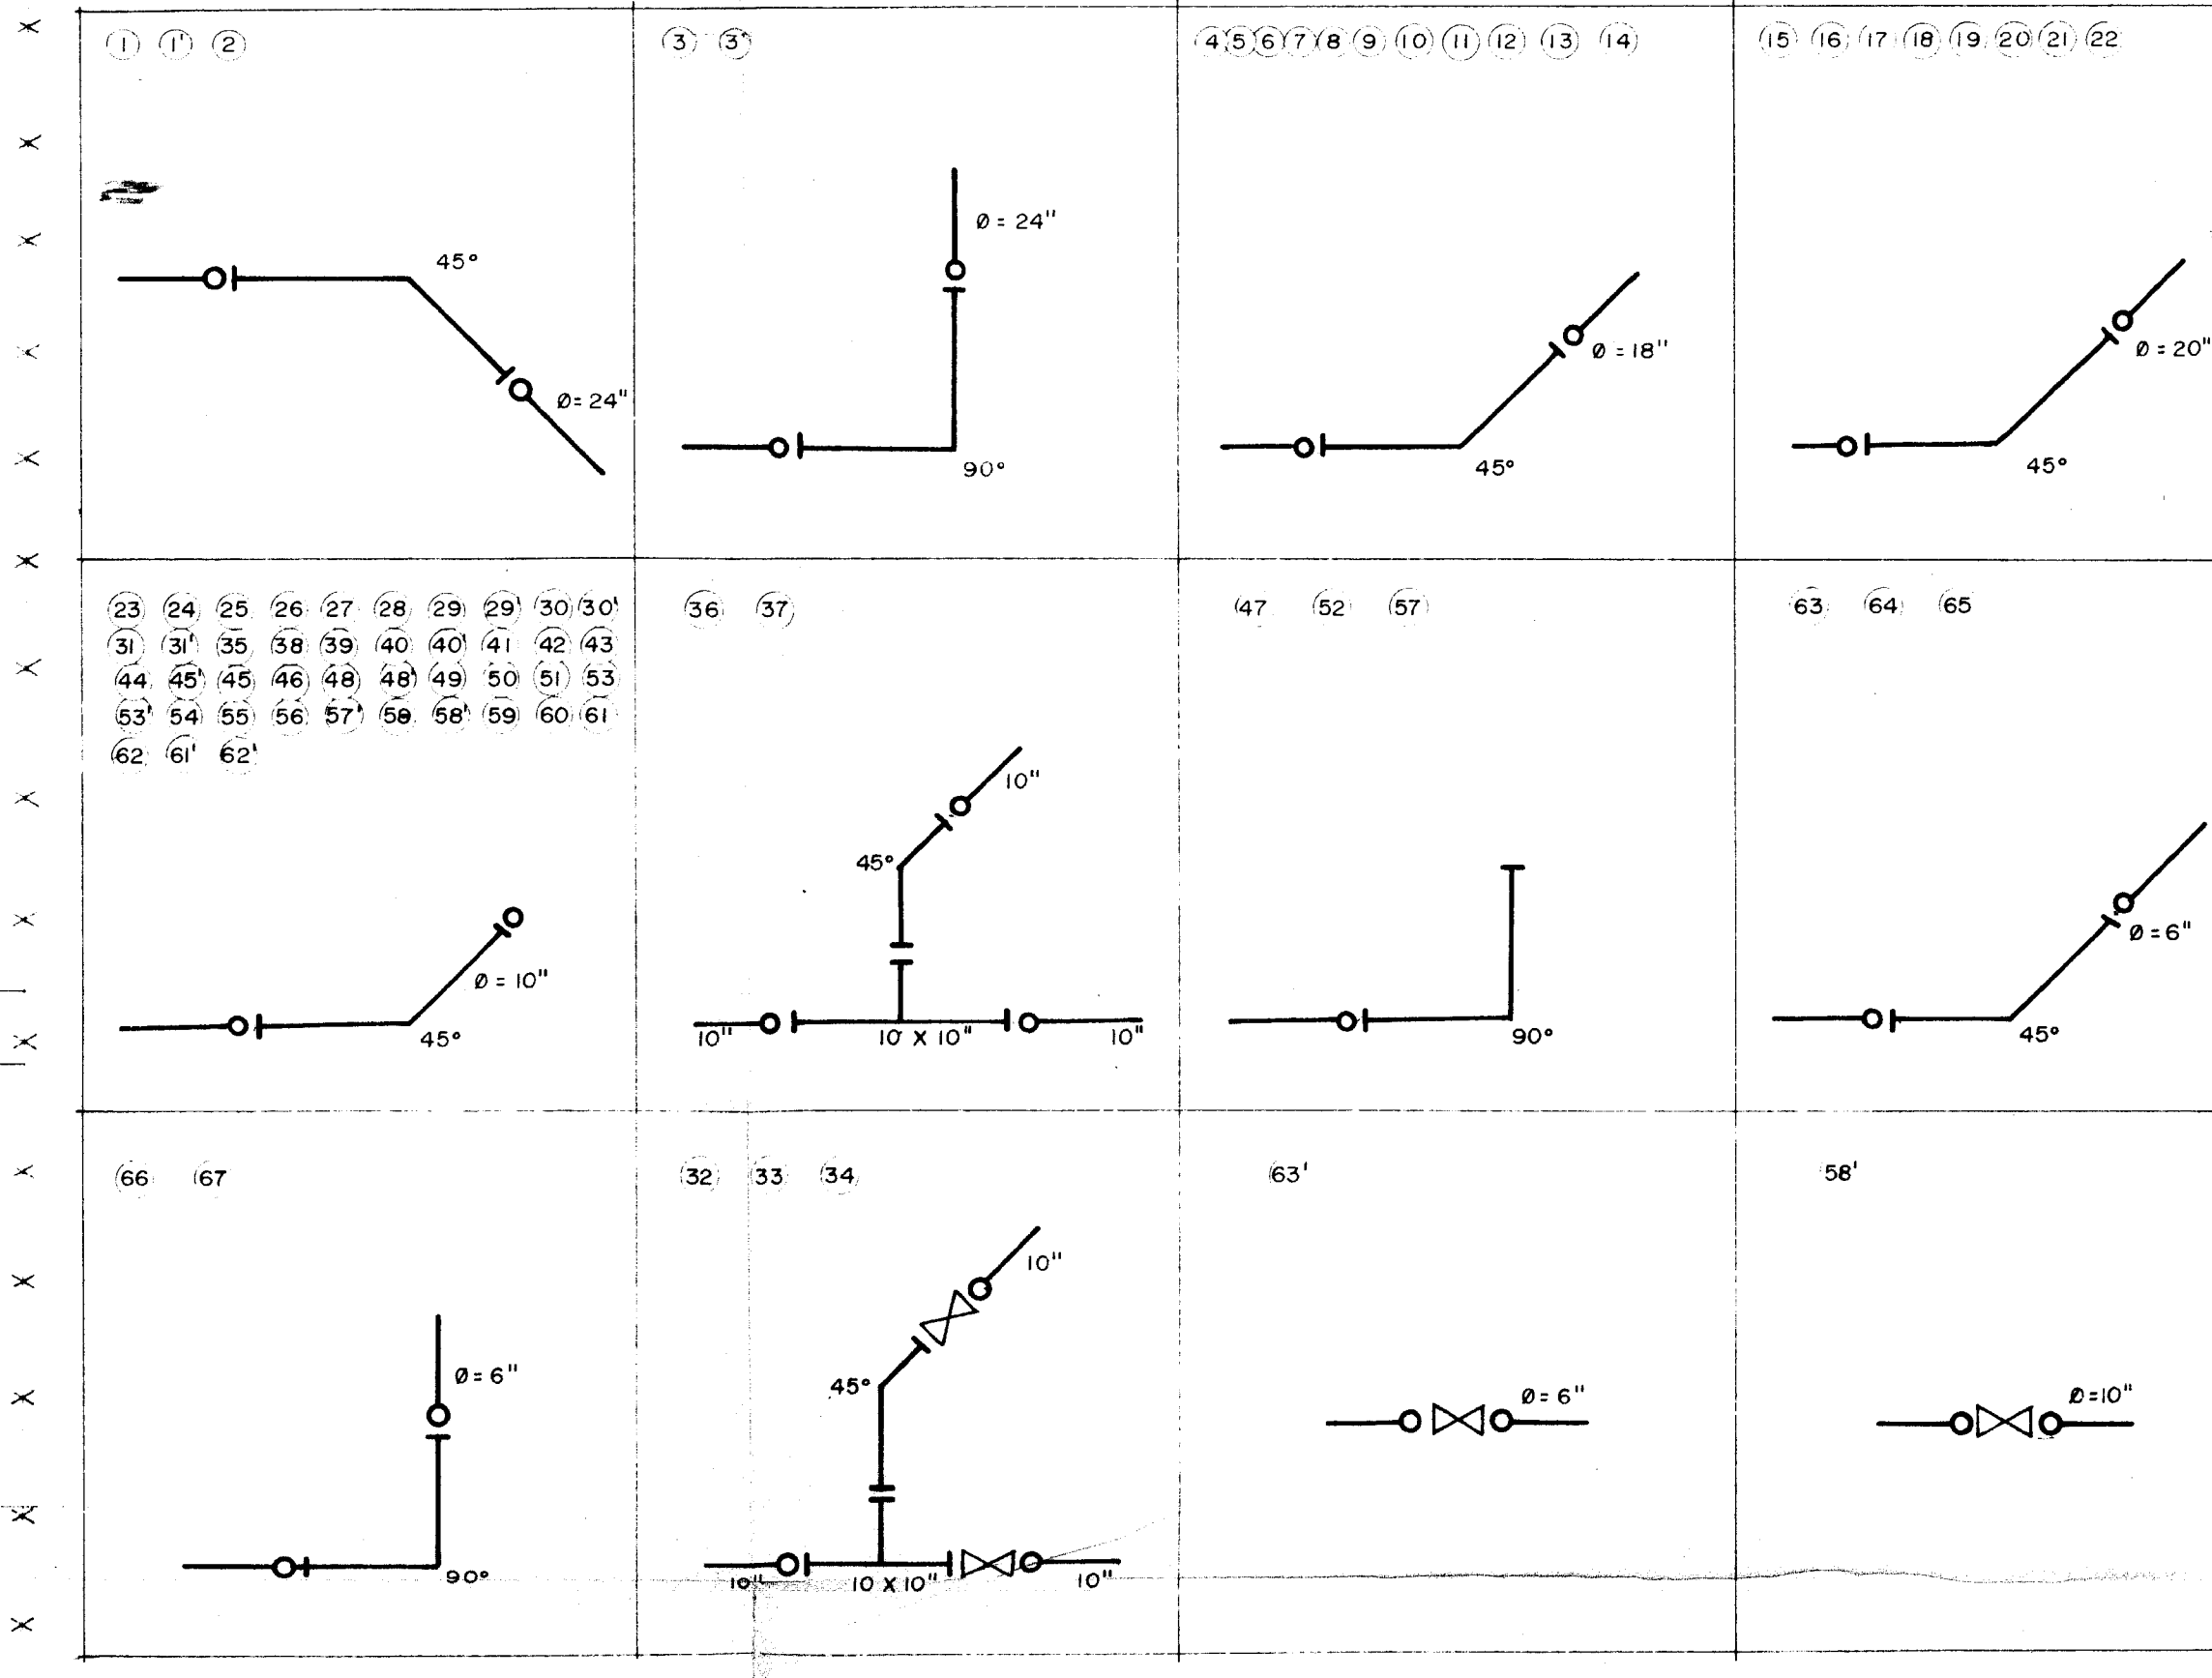 1 1' 2
45°
Ø= 24"
3 3'
Ø = 24"
90°
4 5 6 7 8 9 10 11 12 13 14
Ø = 18"
45°
15 16 17 18 19 20 21 22
Ø = 20"
45°
23 24 25 26 27 28 29 29' 30 30'
31 31' 35 38 39 40 40' 41 42 43
44 45' 45 46 48 48' 49 50 51 53
53' 54 55 56 57' 58 58' 59 60 61
62 61' 62'
Ø = 10"
45°
36 37
10"
45°
10" 10 X 10" 10"
47 52 57
90°
63 64 65
Ø = 6"
45°
66 67
Ø = 6"
90°
32 33 34
10"
45°
10" 10 X 10" 10"
63'
Ø = 6"
58'
Ø =10"